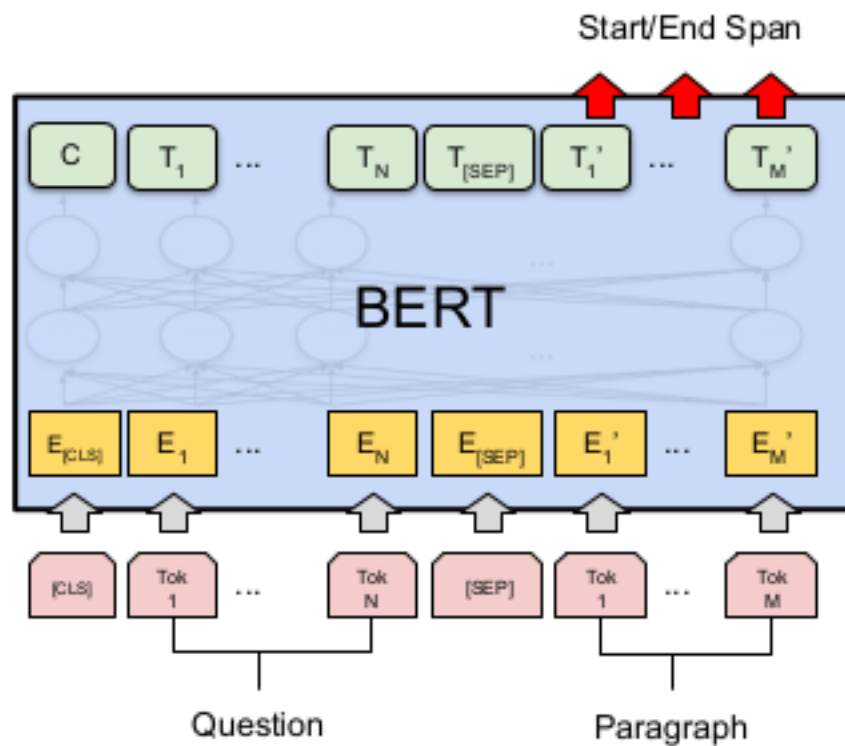 Start/End Span
C T1 ... TN T[SEP] T1' ... TM'
...
BERT
...
E[CLS] E1 ... EN E[SEP] E1' ... EM'
[CLS] Tok 1 ... Tok N [SEP] Tok 1 ... Tok M
Question Paragraph